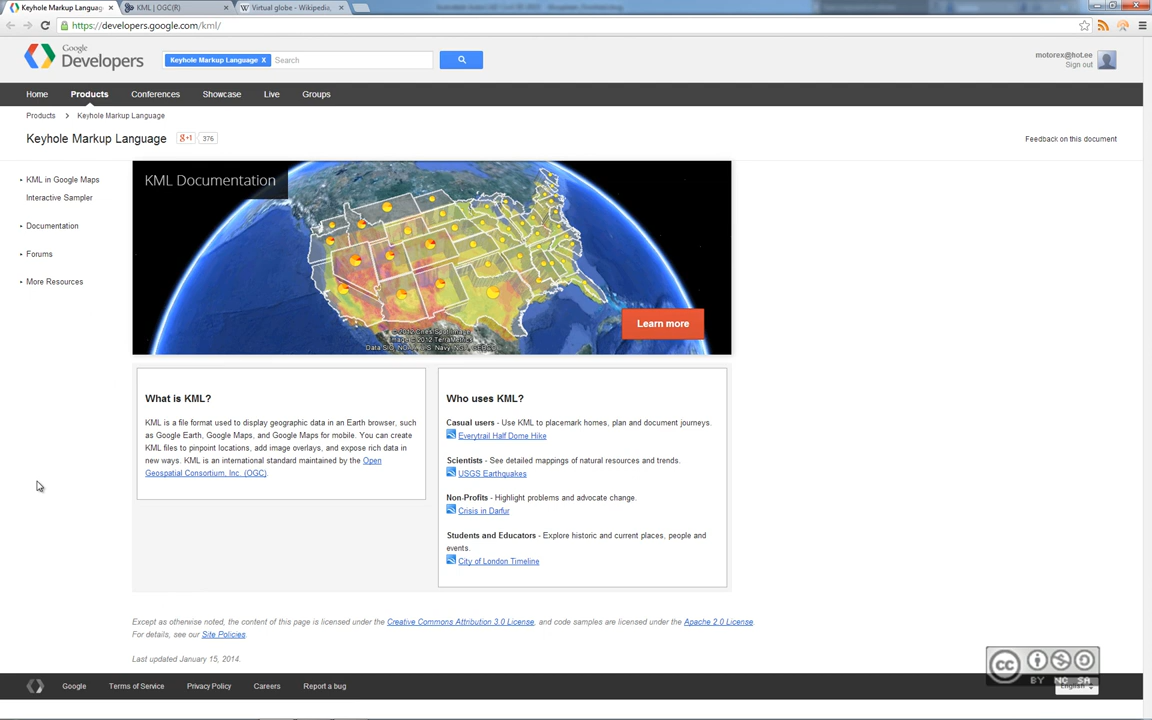 Keyhole Markup Languag
KML | OGC(R)
Virtual globe - Wikipedia,
https://developers.google.com/kml/
Google
Developers
Keyhole Markup Language X
Search
motorex@hot.ee
Sign out
Home
Products
Conferences
Showcase
Live
Groups
Products > Keyhole Markup Language
Keyhole Markup Language
g+1
376
Feedback on this document
KML in Google Maps
Interactive Sampler
Documentation
Forums
More Resources
KML Documentation
Learn more
What is KML?
KML is a file format used to display geographic data in an Earth browser, such
as Google Earth, Google Maps, and Google Maps for mobile. You can create
KML files to pinpoint locations, add image overlays, and expose rich data in
new ways. KML is an international standard maintained by the Open
Geospatial Consortium, Inc. (OGC).
Who uses KML?
Casual users - Use KML to placemark homes, plan and document journeys.
Everytrail Half Dome Hike
Scientists - See detailed mappings of natural resources and trends.
USGS Earthquakes
Non-Profits - Highlight problems and advocate change.
Crisis in Darfur
Students and Educators - Explore historic and current places, people and
events.
City of London Timeline
Except as otherwise noted, the content of this page is licensed under the Creative Commons Attribution 3.0 License, and code samples are licensed under the Apache 2.0 License.
For details, see our Site Policies.
Last updated January 15, 2014.
cc
BY NC SA
Google
Terms of Service
Privacy Policy
Careers
Report a bug
English